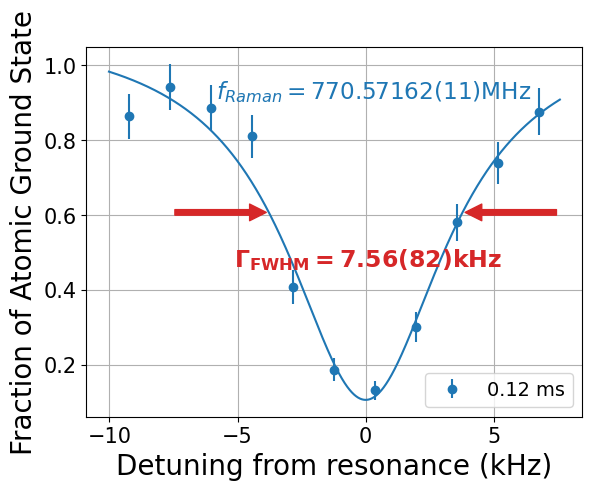 Fraction of Atomic Ground State
1.0
0.8
0.6
0.4
0.2
f_Raman = 770.57162(11)MHz
Γ_FWHM = 7.56(82)kHz
0.12 ms
−10
−5
0
5
Detuning from resonance (kHz)